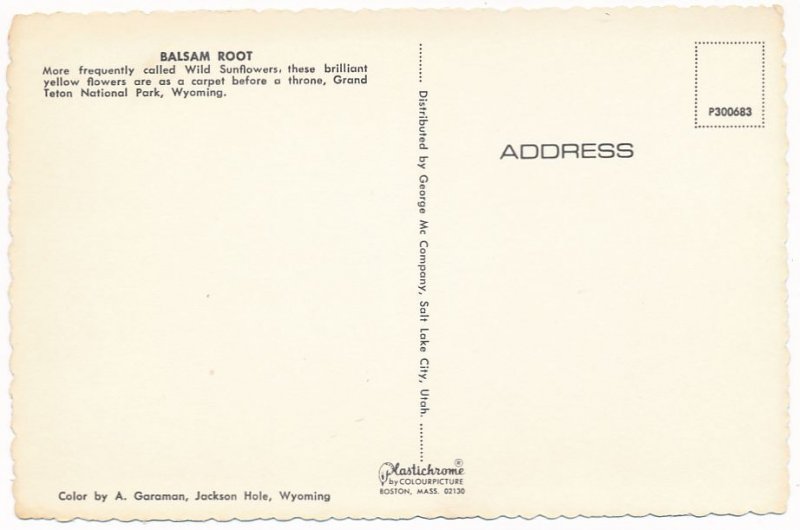 BALSAM ROOT
More frequently called Wild Sunflowers, these brilliant
yellow flowers are as a carpet before a throne, Grand
Teton National Park, Wyoming.
Color by A. Garaman, Jackson Hole, Wyoming
Distributed by George Mc Company, Salt Lake City, Utah.
Plastichrome®
by COLOURPICTURE
BOSTON, MASS. 02130
P300683
ADDRESS